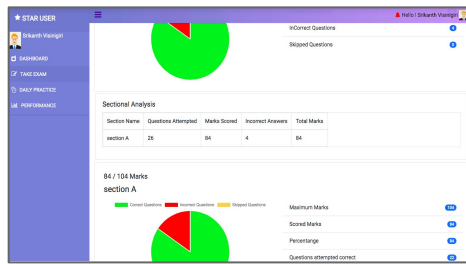 ★ STAR USER
Hello ! Srikanth Visinigiri
Srikanth Visinigiri
DASHBOARD
TAKE EXAM
DAILY PRACTICE
PERFORMANCE
InCorrect Questions 4
Skipped Questions 0
Sectional Analysis
Section Name Questions Attempted Marks Scored Incorrect Answers Total Marks
section A 26 84 4 84
84 / 104 Marks
section A
Correct Questions Incorrect Questions Skipped Questions
Maximum Marks 104
Scored Marks 84
Percentange 84
Questions attempted correct 22